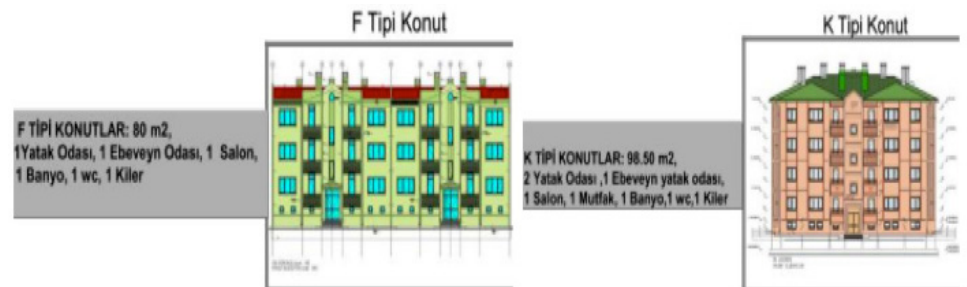 F Tipi Konut
F TİPİ KONUTLAR: 80 m2,
1Yatak Odası, 1 Ebeveyn Odası, 1 Salon,
1 Banyo, 1 wc, 1 Kiler
K Tipi Konut
K TİPİ KONUTLAR: 98.50 m2,
2 Yatak Odası ,1 Ebeveyn yatak odası,
1 Salon, 1 Mutfak, 1 Banyo,1 wc,1 Kiler